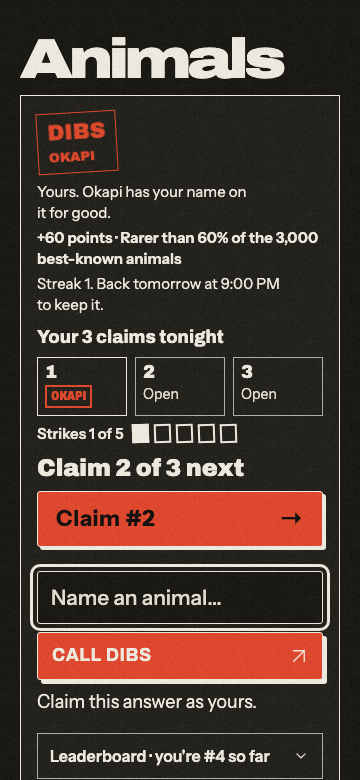 Animals
DIBS
OKAPI
Yours. Okapi has your name on
it for good.
+60 points · Rarer than 60% of the 3,000
best-known animals
Streak 1. Back tomorrow at 9:00 PM
to keep it.
Your 3 claims tonight
1
OKAPI
2
Open
3
Open
Strikes 1 of 5
Claim 2 of 3 next
Claim #2 →
Name an animal...
CALL DIBS
Claim this answer as yours.
Leaderboard · you're #4 so far